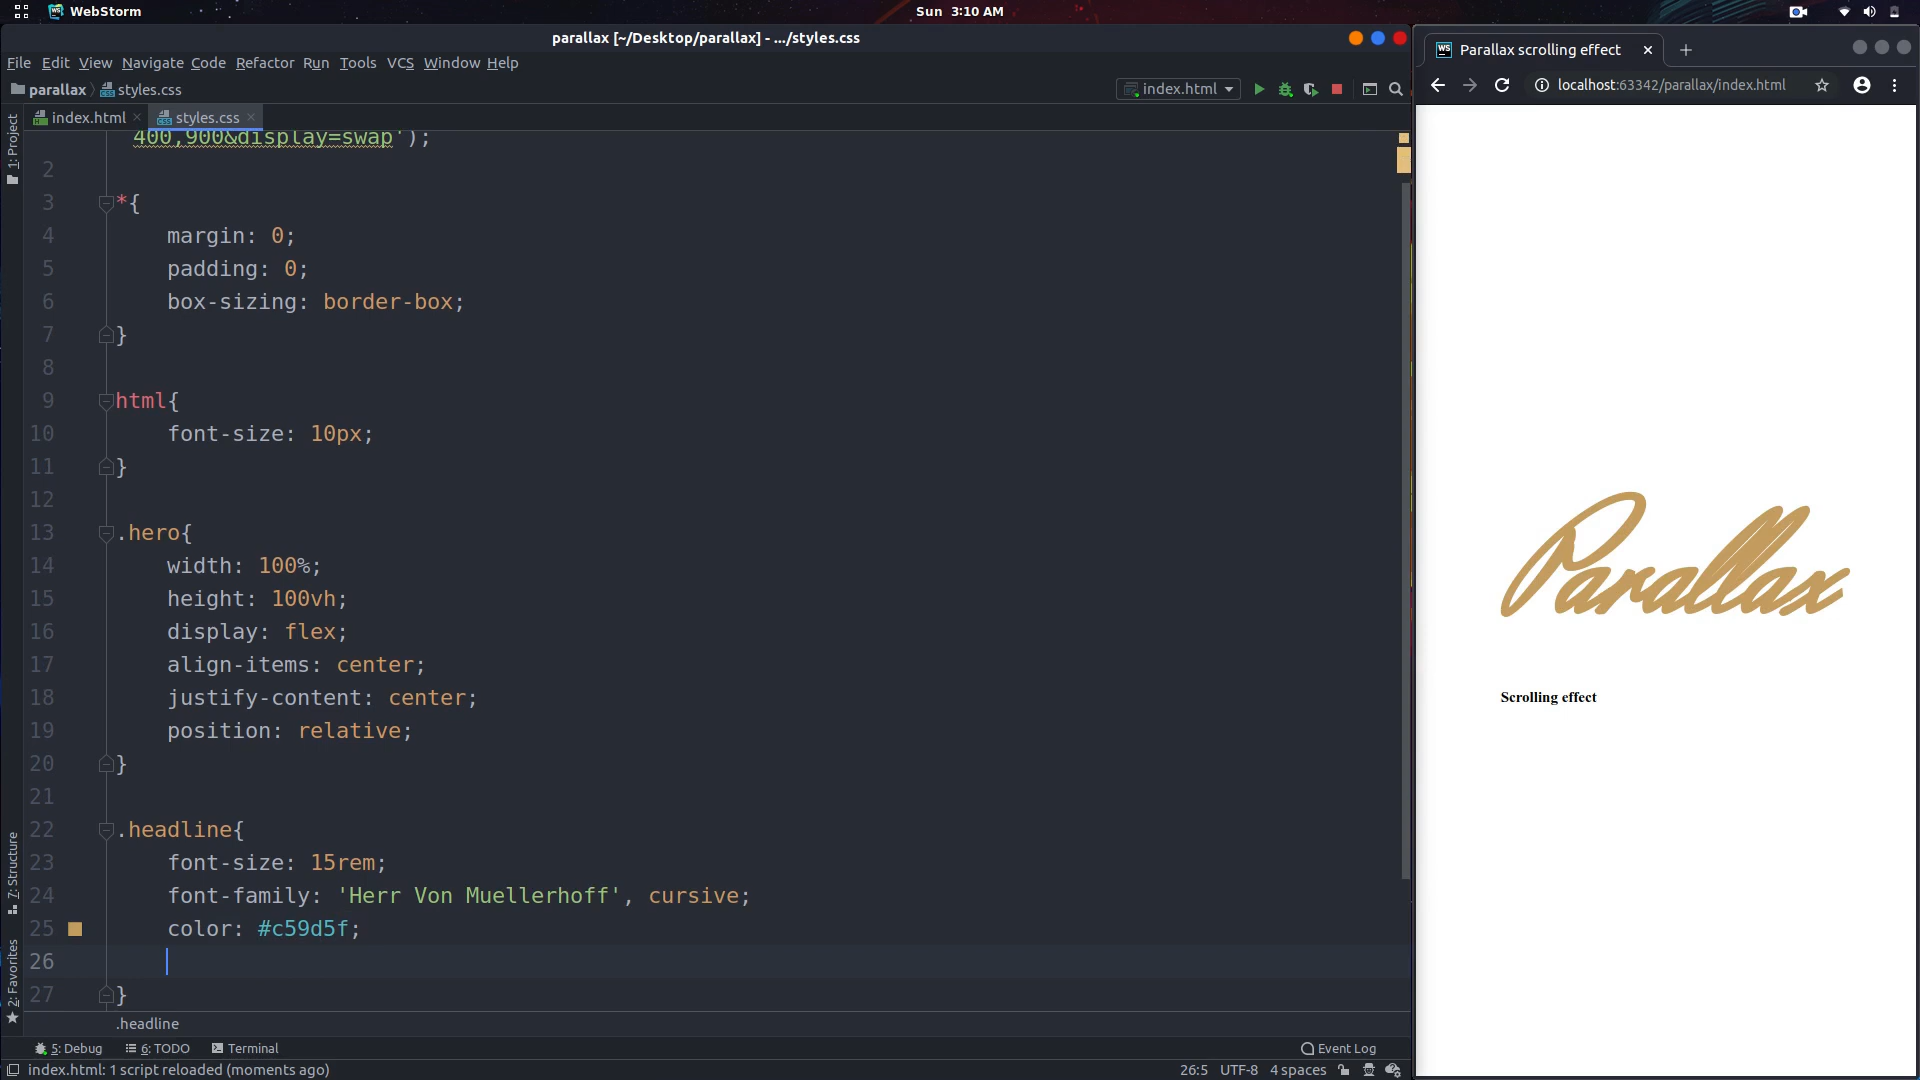 WebStorm
Sun 3:10 AM
parallax [~/Desktop/parallax] - .../styles.css
File Edit View Navigate Code Refactor Run Tools VCS Window Help
parallax styles.css
index.html
index.html
styles.css
1: Project
7: Structure
2: Favorites
400,900&display=swap');
2
3 *{
4 margin: 0;
5 padding: 0;
6 box-sizing: border-box;
7 }
8
9 html{
10 font-size: 10px;
11 }
12
13 .hero{
14 width: 100%;
15 height: 100vh;
16 display: flex;
17 align-items: center;
18 justify-content: center;
19 position: relative;
20 }
21
22 .headline{
23 font-size: 15rem;
24 font-family: 'Herr Von Muellerhoff', cursive;
25 color: #c59d5f;
26
27 }
.headline
5: Debug 6: TODO Terminal
Event Log
index.html: 1 script reloaded (moments ago)
26:5 UTF-8 4 spaces
WS Parallax scrolling effect
localhost:63342/parallax/index.html
Parallax
Scrolling effect